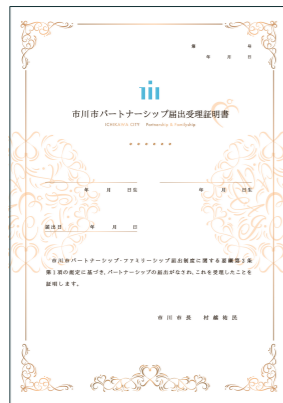 第　号
年　月　日
市川市パートナーシップ届出受理証明書
ICHIKAWA CITY　Partnership & Familyship
年　月　日生　　年　月　日生
届出日　年　月　日
市川市パートナーシップ・ファミリーシップ届出制度に関する要綱第3条
第1項の規定に基づき、パートナーシップの届出がなされ、これを受理したことを
証明します。
市川市長　村越祐民